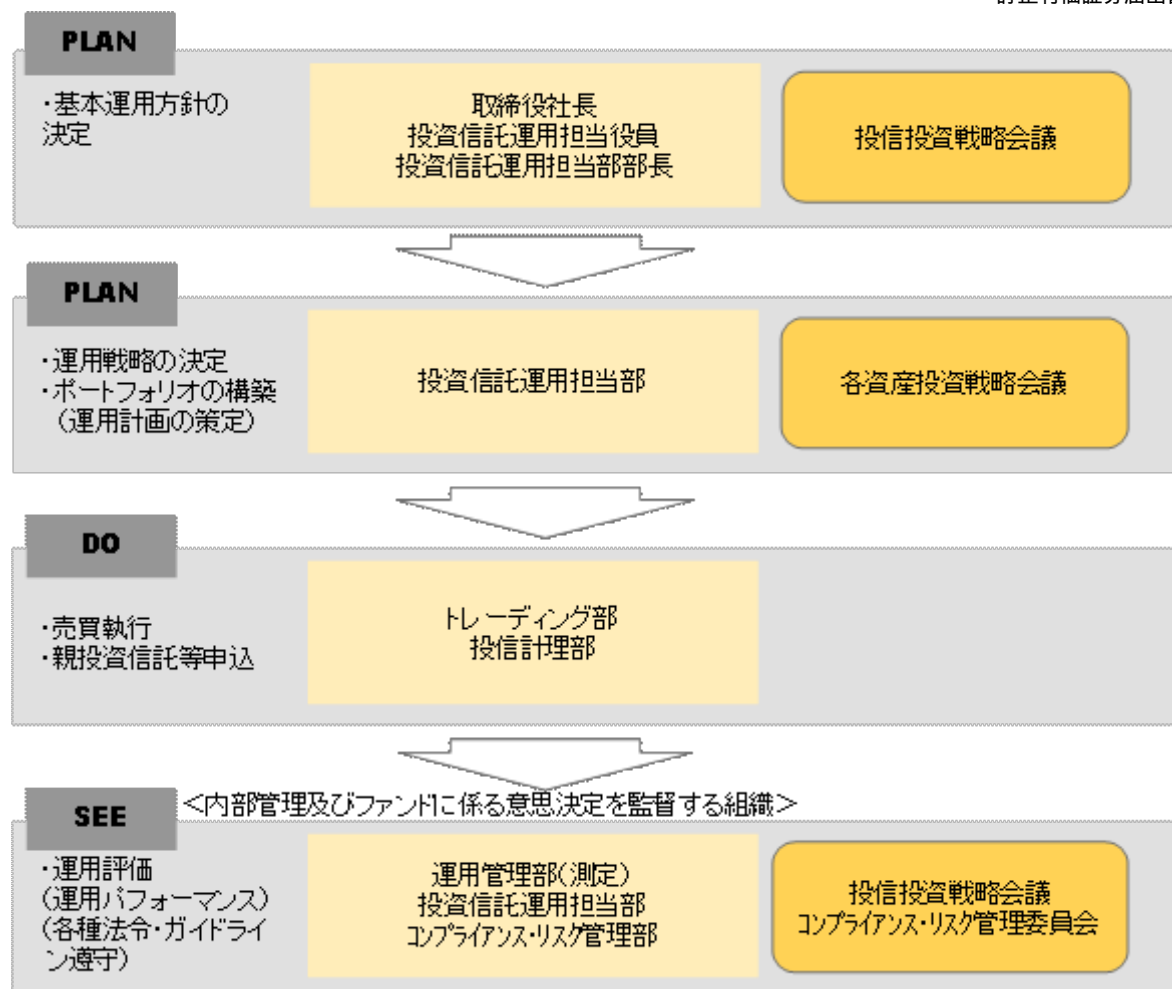 PLAN
・基本運用方針の
決定
取締役社長
投資信託運用担当役員
投資信託運用担当部部長
投信投資戦略会議
PLAN
・運用戦略の決定
・ポートフォリオの構築
（運用計画の策定）
投資信託運用担当部
各資産投資戦略会議
DO
・売買執行
・親投資信託等申込
トレーディング部
投信計理部
SEE
＜内部管理及びファンドに係る意思決定を監督する組織＞
・運用評価
（運用パフォーマンス）
（各種法令・ガイドライ
ン遵守）
運用管理部（測定）
投資信託運用担当部
コンプライアンス・リスク管理部
投信投資戦略会議
コンプライアンス・リスク管理委員会